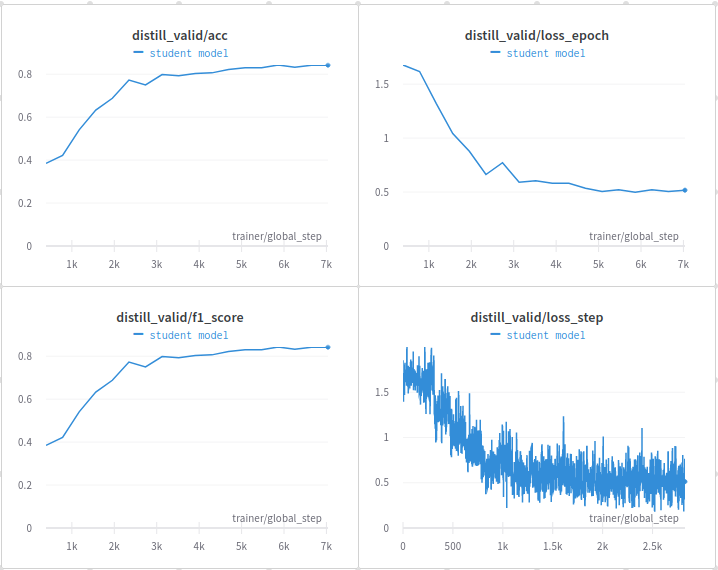 distill_valid/acc
student model
0.8
0.6
0.4
0.2
0
trainer/global_step
1k 2k 3k 4k 5k 6k 7k
distill_valid/loss_epoch
student model
1.5
1
0.5
0
trainer/global_step
1k 2k 3k 4k 5k 6k 7k
distill_valid/f1_score
student model
0.8
0.6
0.4
0.2
0
trainer/global_step
1k 2k 3k 4k 5k 6k 7k
distill_valid/loss_step
student model
1.5
1
0.5
0
trainer/global_step
0 500 1k 1.5k 2k 2.5k